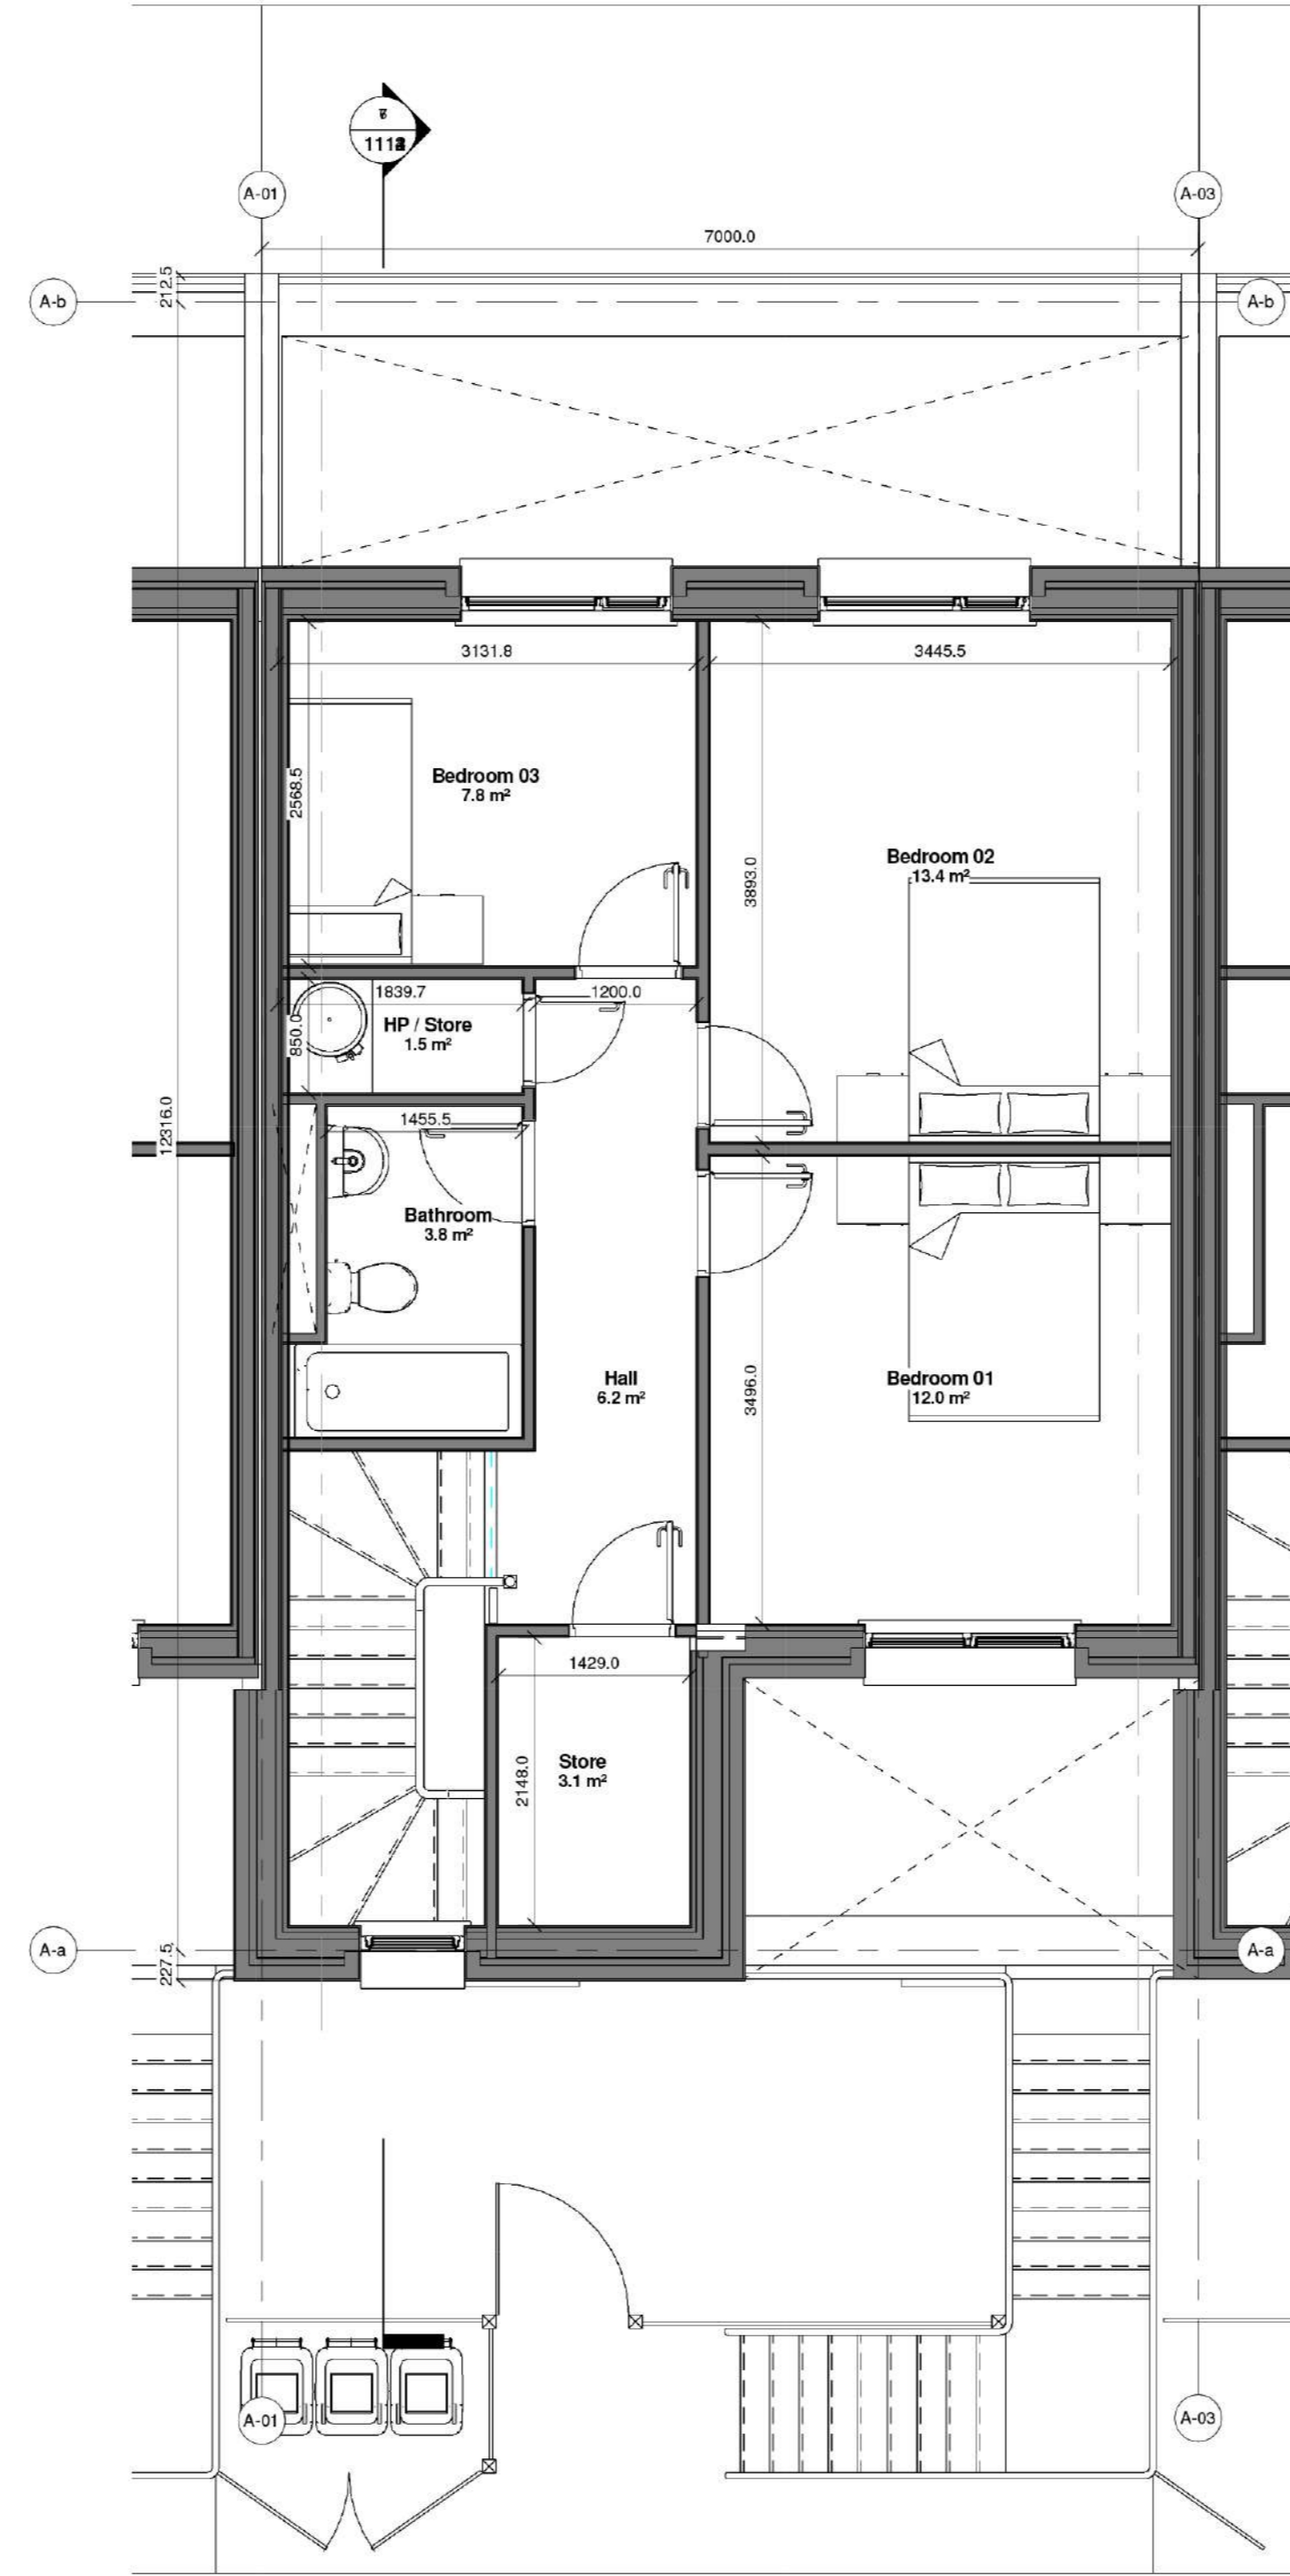 A-01
A-03
7000.0
212.5
A-b
A-b
3131.8
3445.5
Bedroom 03
7.8 m²
2568.5
Bedroom 02
13.4 m²
3893.0
1839.7
1200.0
HP / Store
1.5 m²
850.0
12316.0
1455.5
Bathroom
3.8 m²
Hall
6.2 m²
3496.0
Bedroom 01
12.0 m²
1429.0
Store
3.1 m²
2148.0
A-a
227.5
A-a
A-01
A-03